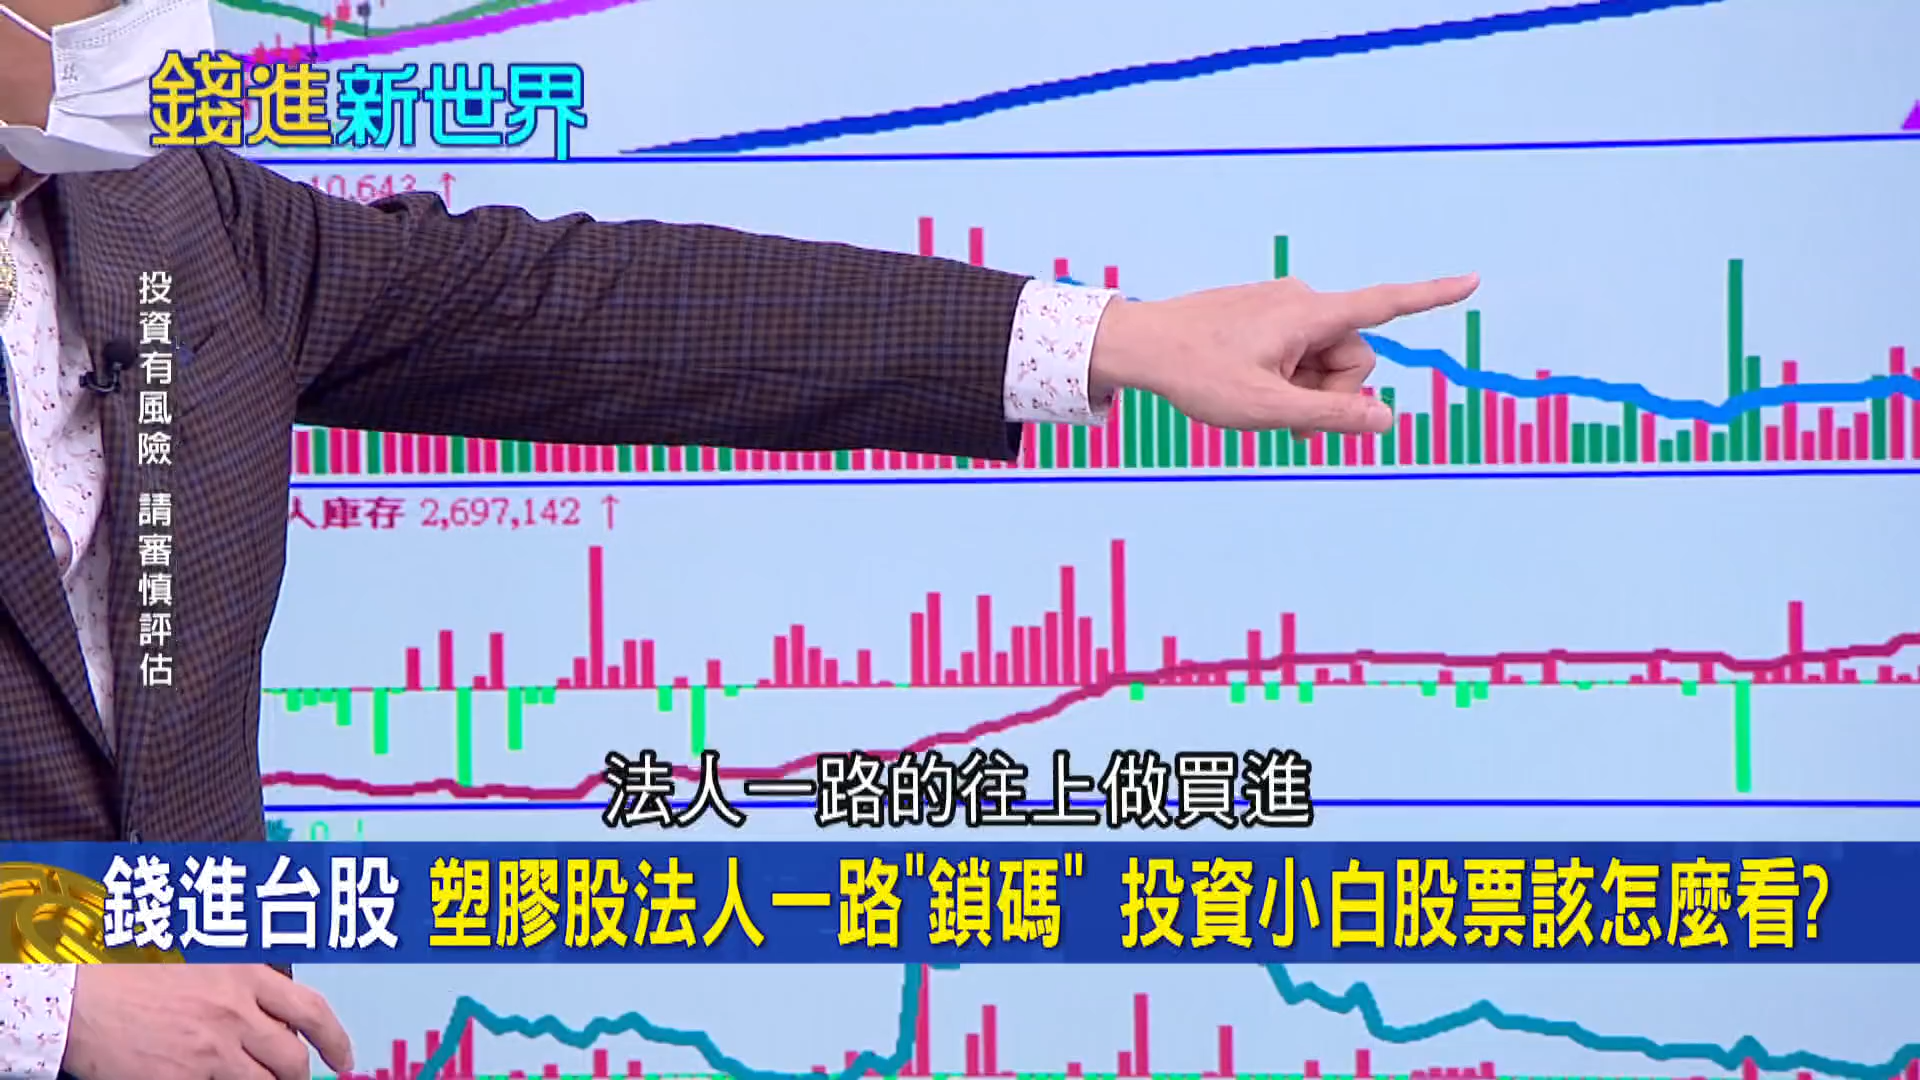 錢進新世界
10,643 ↑
投資有風險 請審慎評估
人庫存 2,697,142 ↑
法人一路的往上做買進
錢進台股 塑膠股法人一路"鎖碼" 投資小白股票該怎麼看?